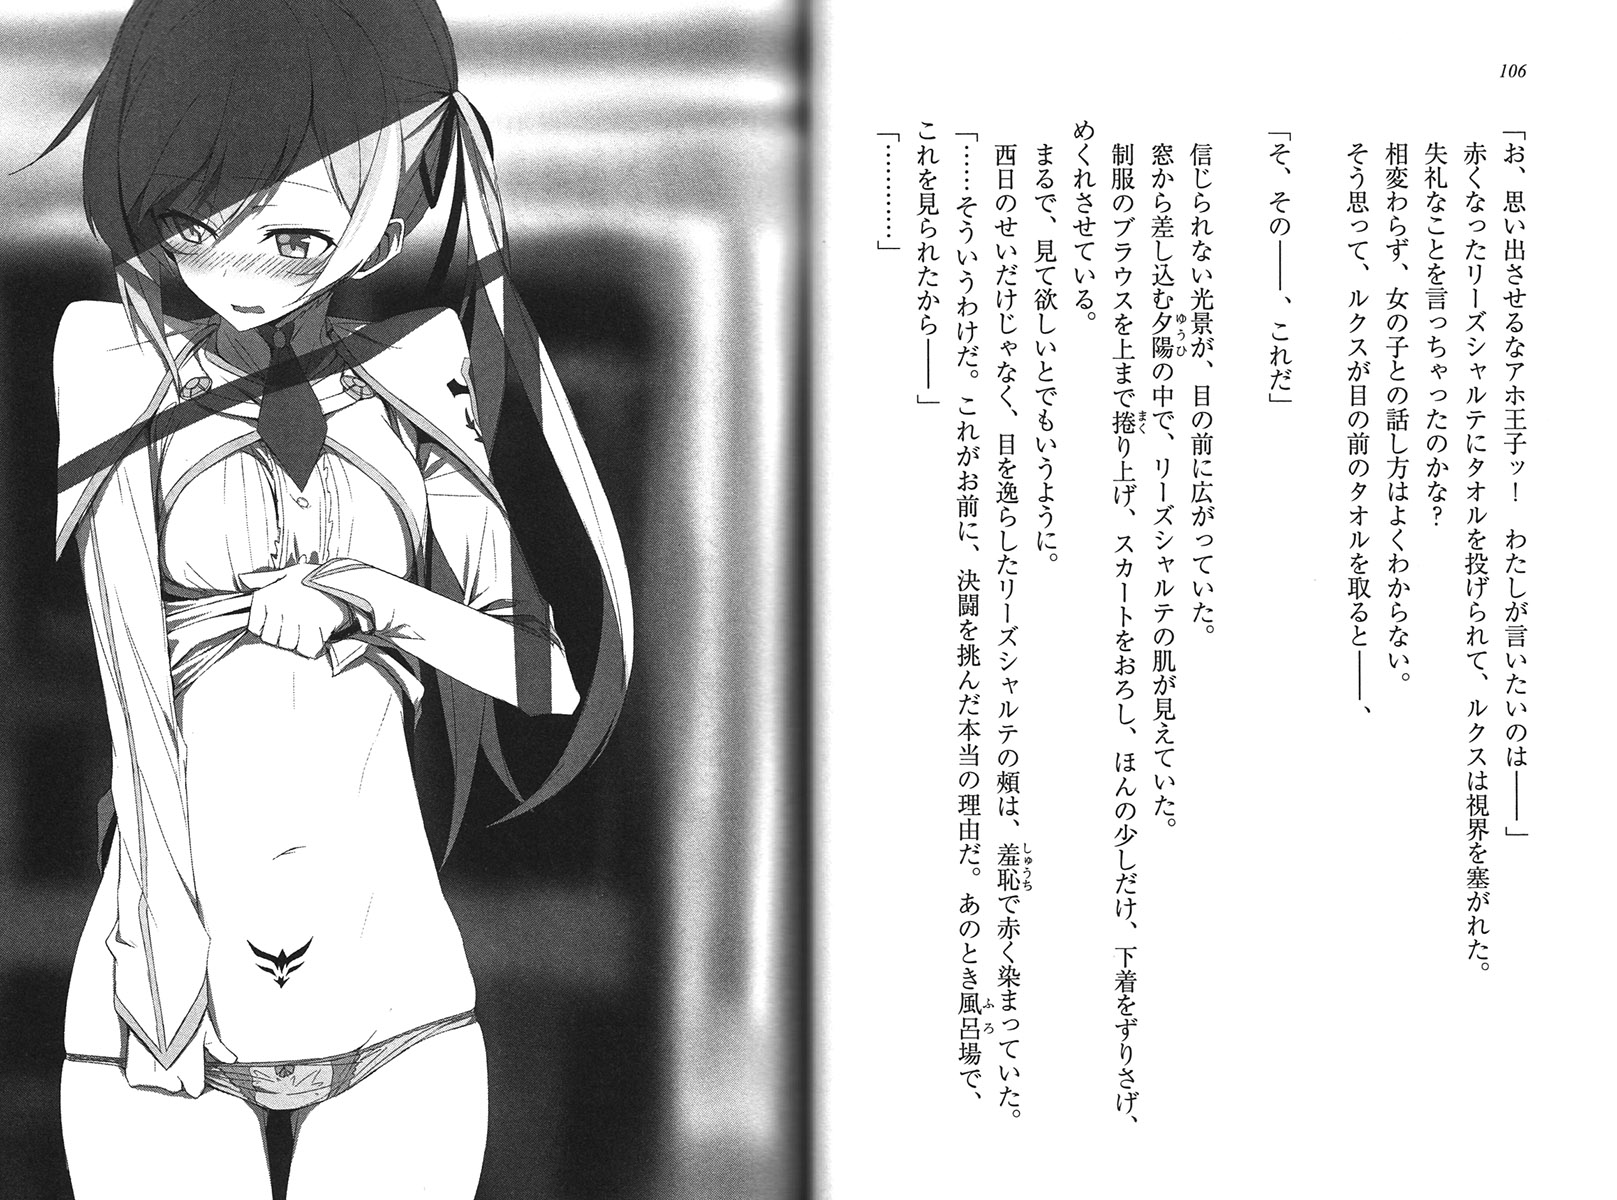 106
「お、思い出させるなアホ王子ッ！　わたしが言いたいのは――」
赤くなったリーズシャルテにタオルを投げられて、ルクスは視界を塞がれた。
失礼なことを言っちゃったのかな？
相変わらず、女の子との話し方はよくわからない。
そう思って、ルクスが目の前のタオルを取ると――、
「そ、その――、これだ」
信じられない光景が、目の前に広がっていた。
窓から差し込む夕陽ゆうひの中で、リーズシャルテの肌が見えていた。
制服のブラウスを上まで捲まくり上げ、スカートをおろし、ほんの少しだけ、下着をずりさげ、
めくれさせている。
まるで、見て欲しいとでもいうように。
西日のせいだけじゃなく、目を逸らしたリーズシャルテの頬は、羞恥しゅうちで赤く染まっていた。
「……そういうわけだ。これがお前に、決闘を挑んだ本当の理由だ。あのとき風呂ふろ場で、
これを見られたから――」
「…………」